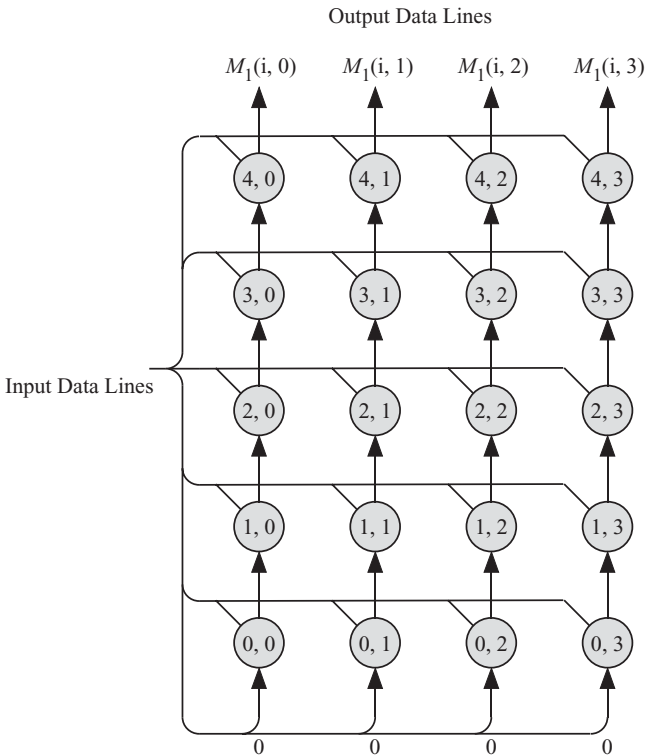 Output Data Lines
M1(i, 0) M1(i, 1) M1(i, 2) M1(i, 3)
4, 0 4, 1 4, 2 4, 3
3, 0 3, 1 3, 2 3, 3
Input Data Lines
2, 0 2, 1 2, 2 2, 3
1, 0 1, 1 1, 2 1, 3
0, 0 0, 1 0, 2 0, 3
0 0 0 0